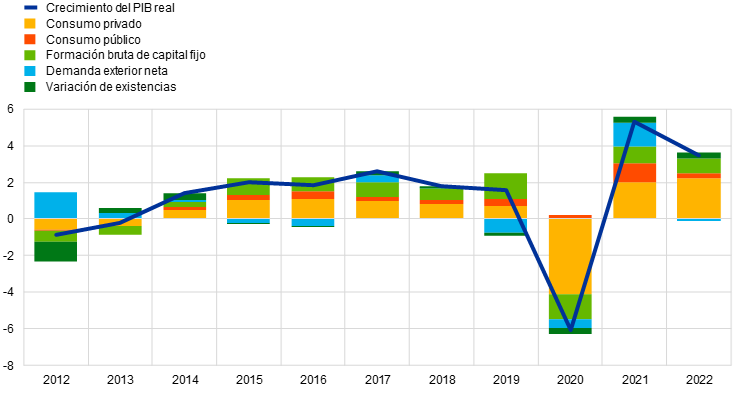 Crecimiento del PIB real
Consumo privado
Consumo público
Formación bruta de capital fijo
Demanda exterior neta
Variación de existencias
6
4
2
0
-2
-4
-6
-8
2012 2013 2014 2015 2016 2017 2018 2019 2020 2021 2022